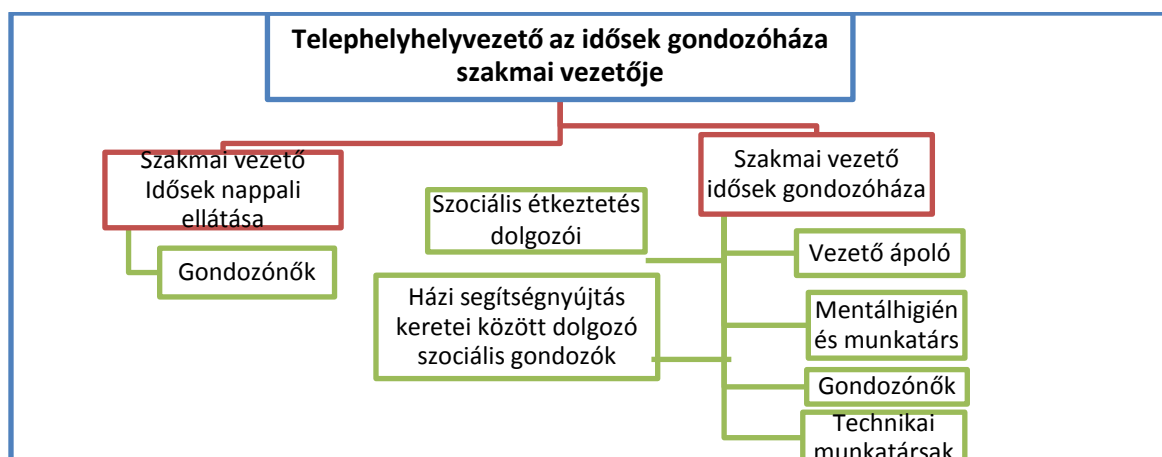 Telephelyhelyvezető az idősek gondozóháza
szakmai vezetője
Szakmai vezető
Idősek nappali
ellátása
Gondozónők
Szociális étkeztetés
dolgozói
Házi segítségnyújtás
keretei között dolgozó
szociális gondozók
Szakmai vezető
idősek gondozóháza
Vezető ápoló
Mentálhigién
és munkatárs
Gondozónők
Technikai
munkatársak